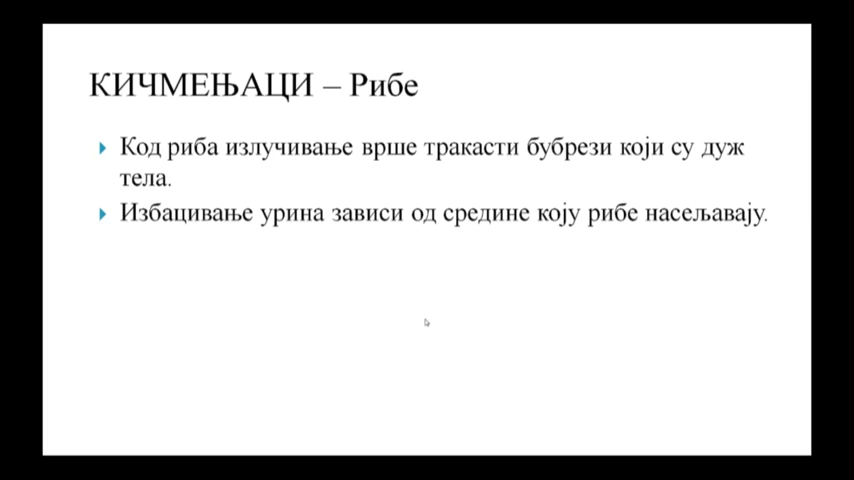 КИЧМЕЊАЦИ – Рибе
Код риба излучивање врше тракасти бубрези који су дуж
тела.
Избацивање урина зависи од средине коју рибе насељавају.